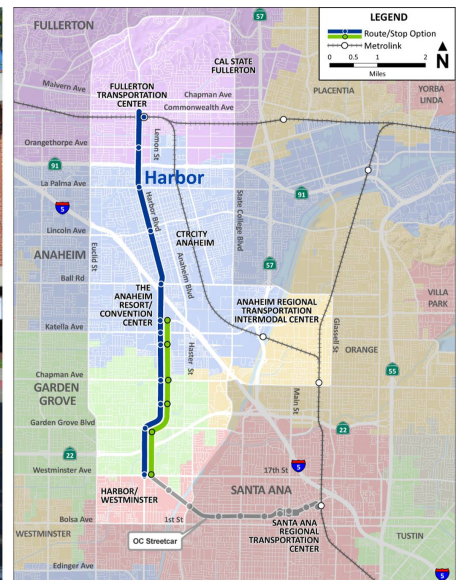 FULLERTON
57
LEGEND
Route/Stop Option
Metrolink
0 0.5 1 2
Miles
N
CAL STATE
FULLERTON
Malvern Ave
FULLERTON
TRANSPORTATION
CENTER
Chapman Ave
Commonwealth Ave
PLACENTIA
YORBA
LINDA
Orangethorpe Ave
Lemon St
91
La Palma Ave
Harbor
91
5
Harbor Blvd
State College Blvd
Lincoln Ave
Euclid St
CTRCITY
ANAHEIM
ANAHEIM
Anaheim Blvd
57
Ball Rd
THE
ANAHEIM
RESORT/
CONVENTION
CENTER
ANAHEIM REGIONAL
TRANSPORTATION
INTERMODAL CENTER
VILLA
PARK
Katella Ave
Glassell St
ORANGE
Haster St
55
Chapman Ave
GARDEN
GROVE
Main St
Garden Grove Blvd
22
22
Westminster Ave
17th St
5
HARBOR/
WESTMINSTER
SANTA ANA
Bolsa Ave
1st St
WESTMINSTER
OC Streetcar
SANTA ANA
REGIONAL
TRANSPORTATION
CENTER
TUSTIN
Edinger Ave
5